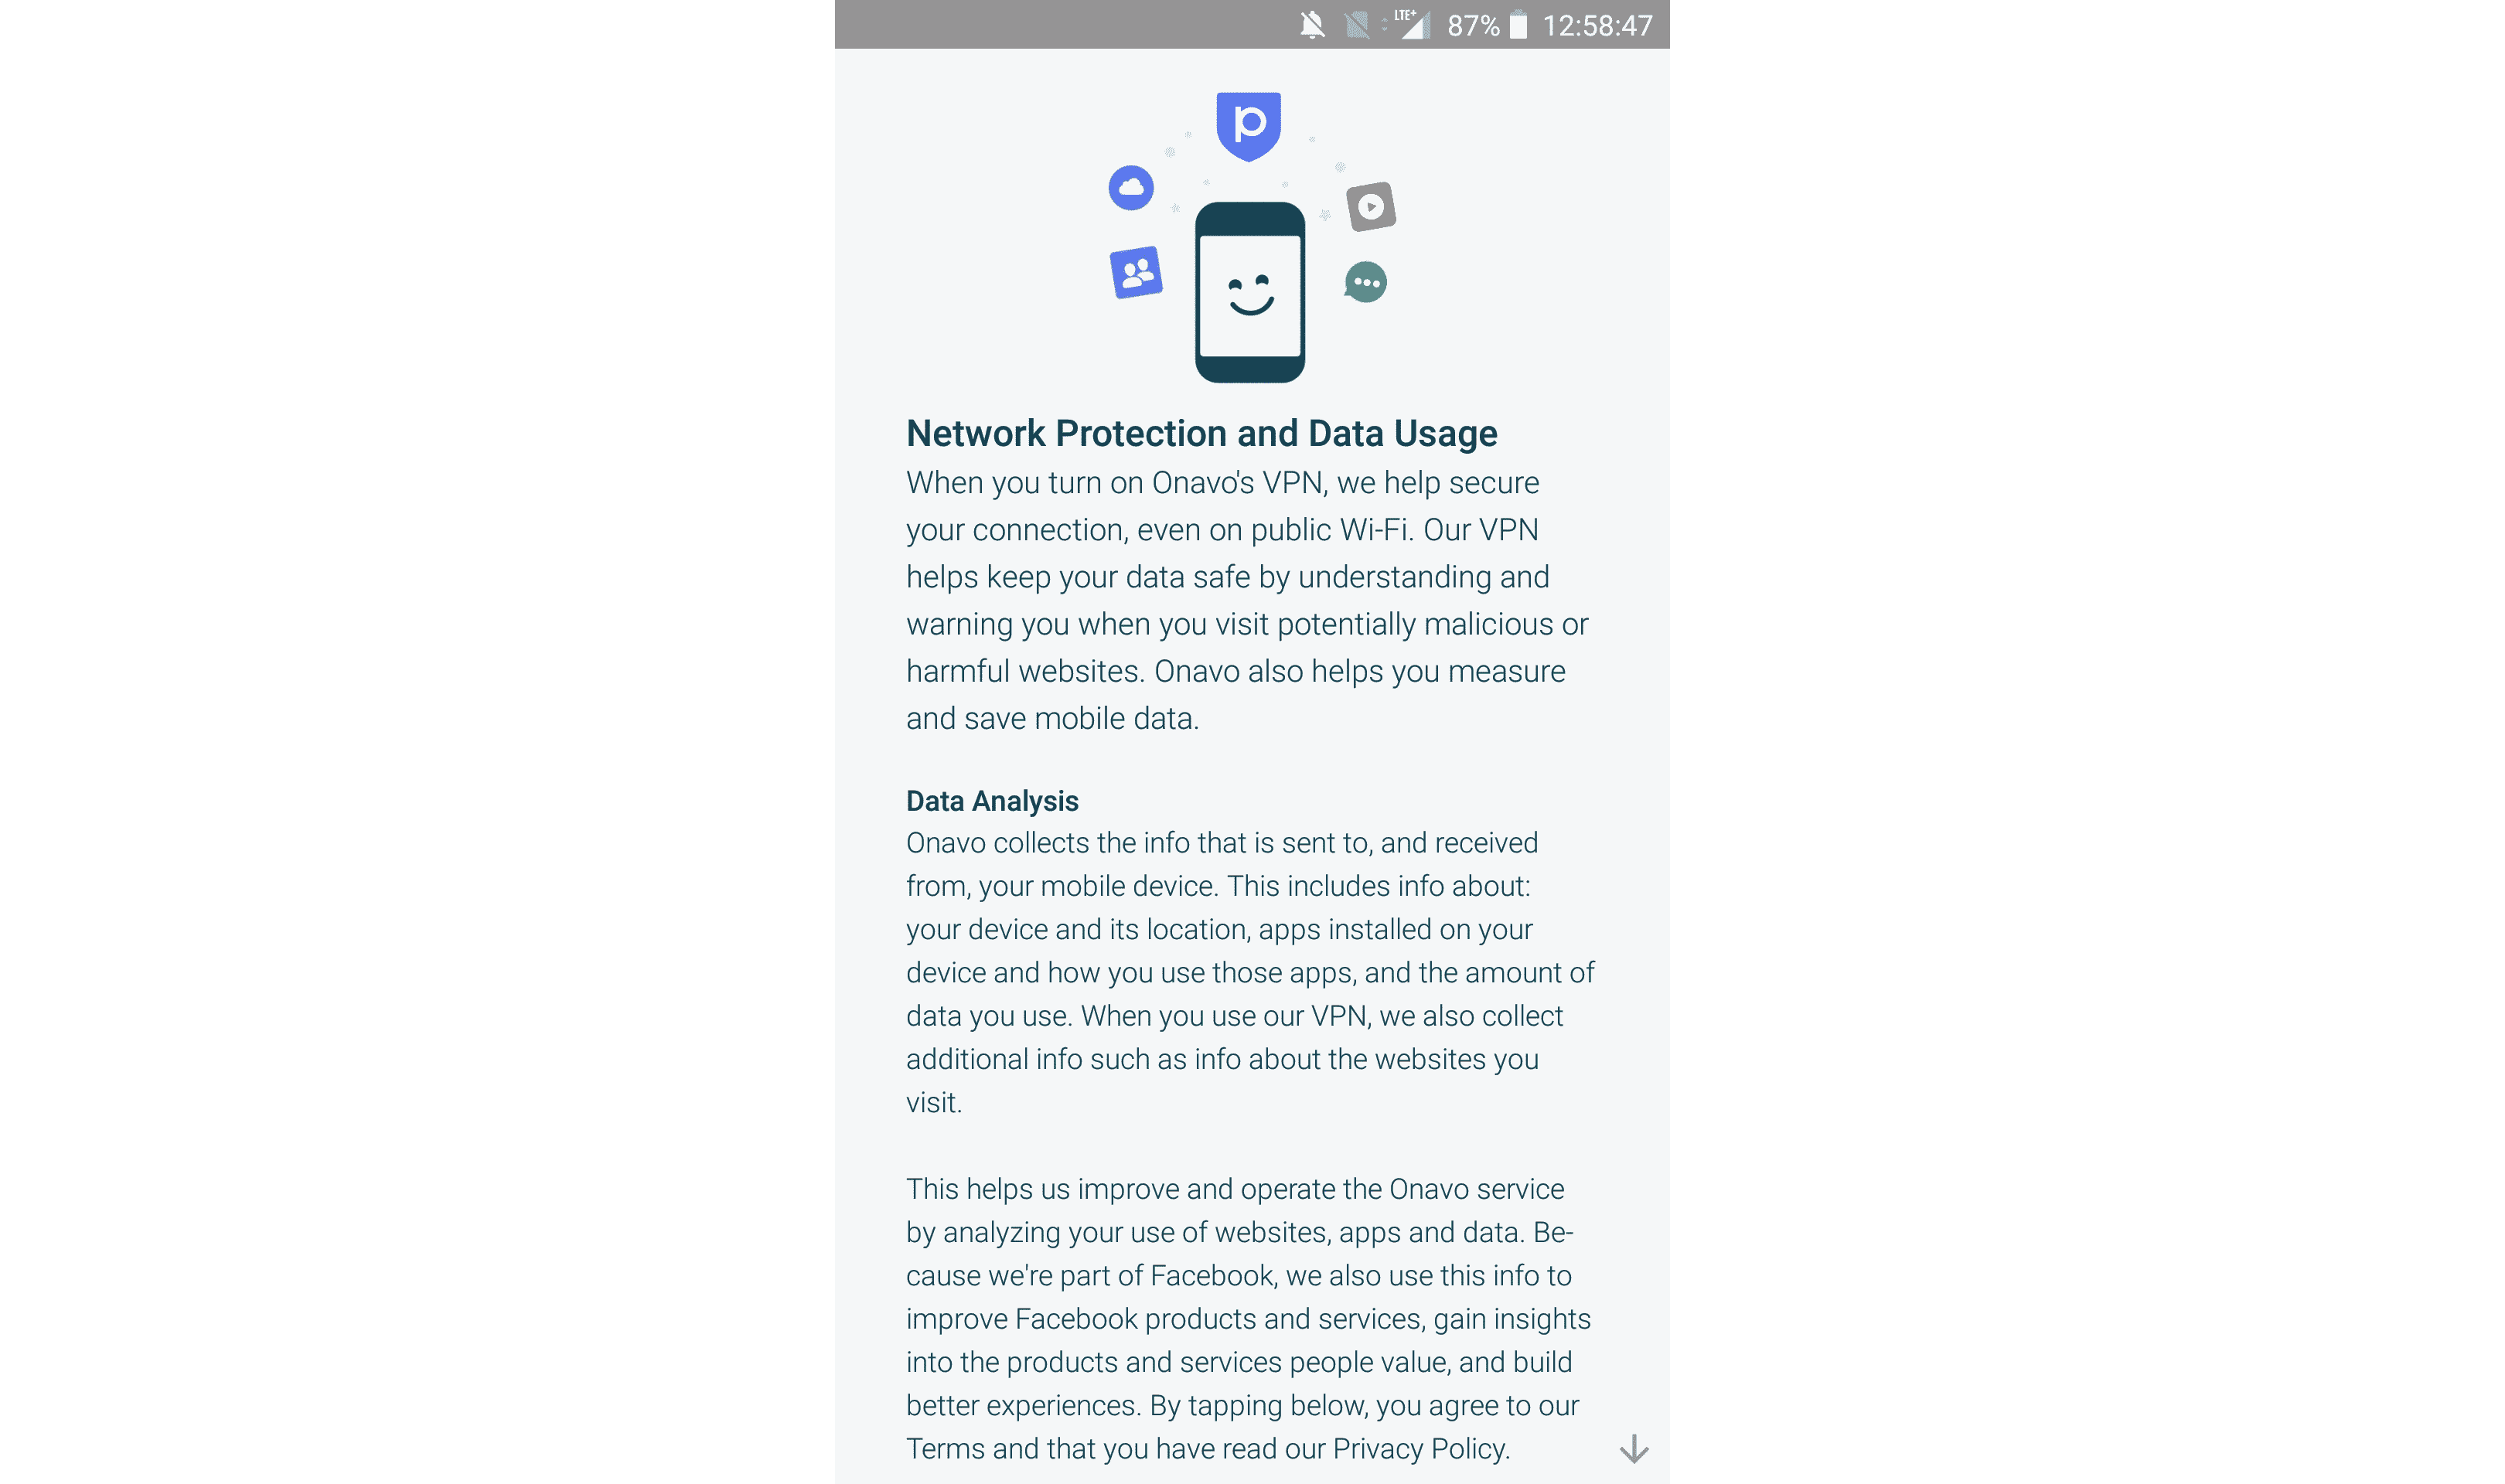 LTE+ 87% 12:58:47
p
Network Protection and Data Usage
When you turn on Onavo's VPN, we help secure
your connection, even on public Wi-Fi. Our VPN
helps keep your data safe by understanding and
warning you when you visit potentially malicious or
harmful websites. Onavo also helps you measure
and save mobile data.
Data Analysis
Onavo collects the info that is sent to, and received
from, your mobile device. This includes info about:
your device and its location, apps installed on your
device and how you use those apps, and the amount of
data you use. When you use our VPN, we also collect
additional info such as info about the websites you
visit.
This helps us improve and operate the Onavo service
by analyzing your use of websites, apps and data. Be-
cause we're part of Facebook, we also use this info to
improve Facebook products and services, gain insights
into the products and services people value, and build
better experiences. By tapping below, you agree to our
Terms and that you have read our Privacy Policy.